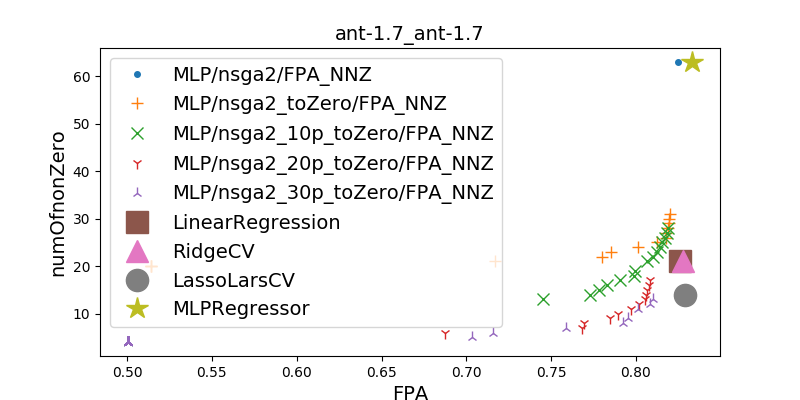 ant-1.7_ant-1.7
numOfnonZero
60
50
40
30
20
10
MLP/nsga2/FPA_NNZ
MLP/nsga2_toZero/FPA_NNZ
MLP/nsga2_10p_toZero/FPA_NNZ
MLP/nsga2_20p_toZero/FPA_NNZ
MLP/nsga2_30p_toZero/FPA_NNZ
LinearRegression
RidgeCV
LassoLarsCV
MLPRegressor
0.50 0.55 0.60 0.65 0.70 0.75 0.80
FPA